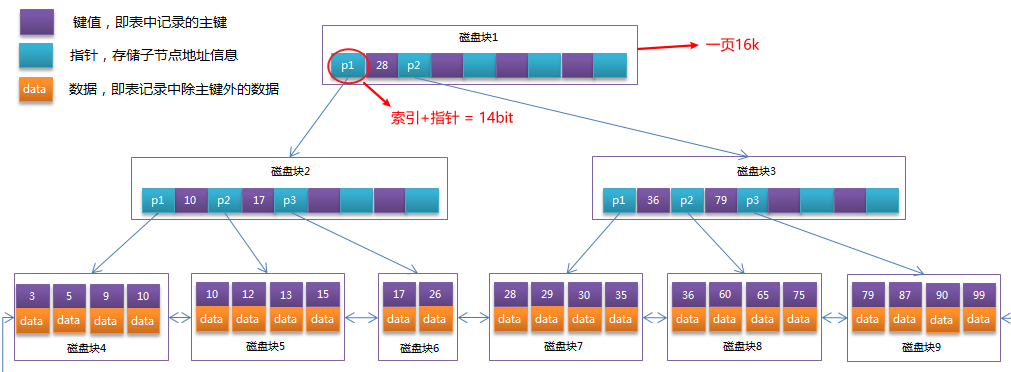 键值，即表中记录的主键
指针，存储子节点地址信息
data 数据，即表记录中除主键外的数据
磁盘块1
一页16k
p1 28 p2
索引+指针 = 14bit
磁盘块2
p1 10 p2 17 p3
磁盘块3
p1 36 p2 79 p3
3 5 9 10
data data data data
磁盘块4
10 12 13 15
data data data data
磁盘块5
17 26
data data
磁盘块6
28 29 30 35
data data data data
磁盘块7
36 60 65 75
data data data data
磁盘块8
79 87 90 99
data data data data
磁盘块9